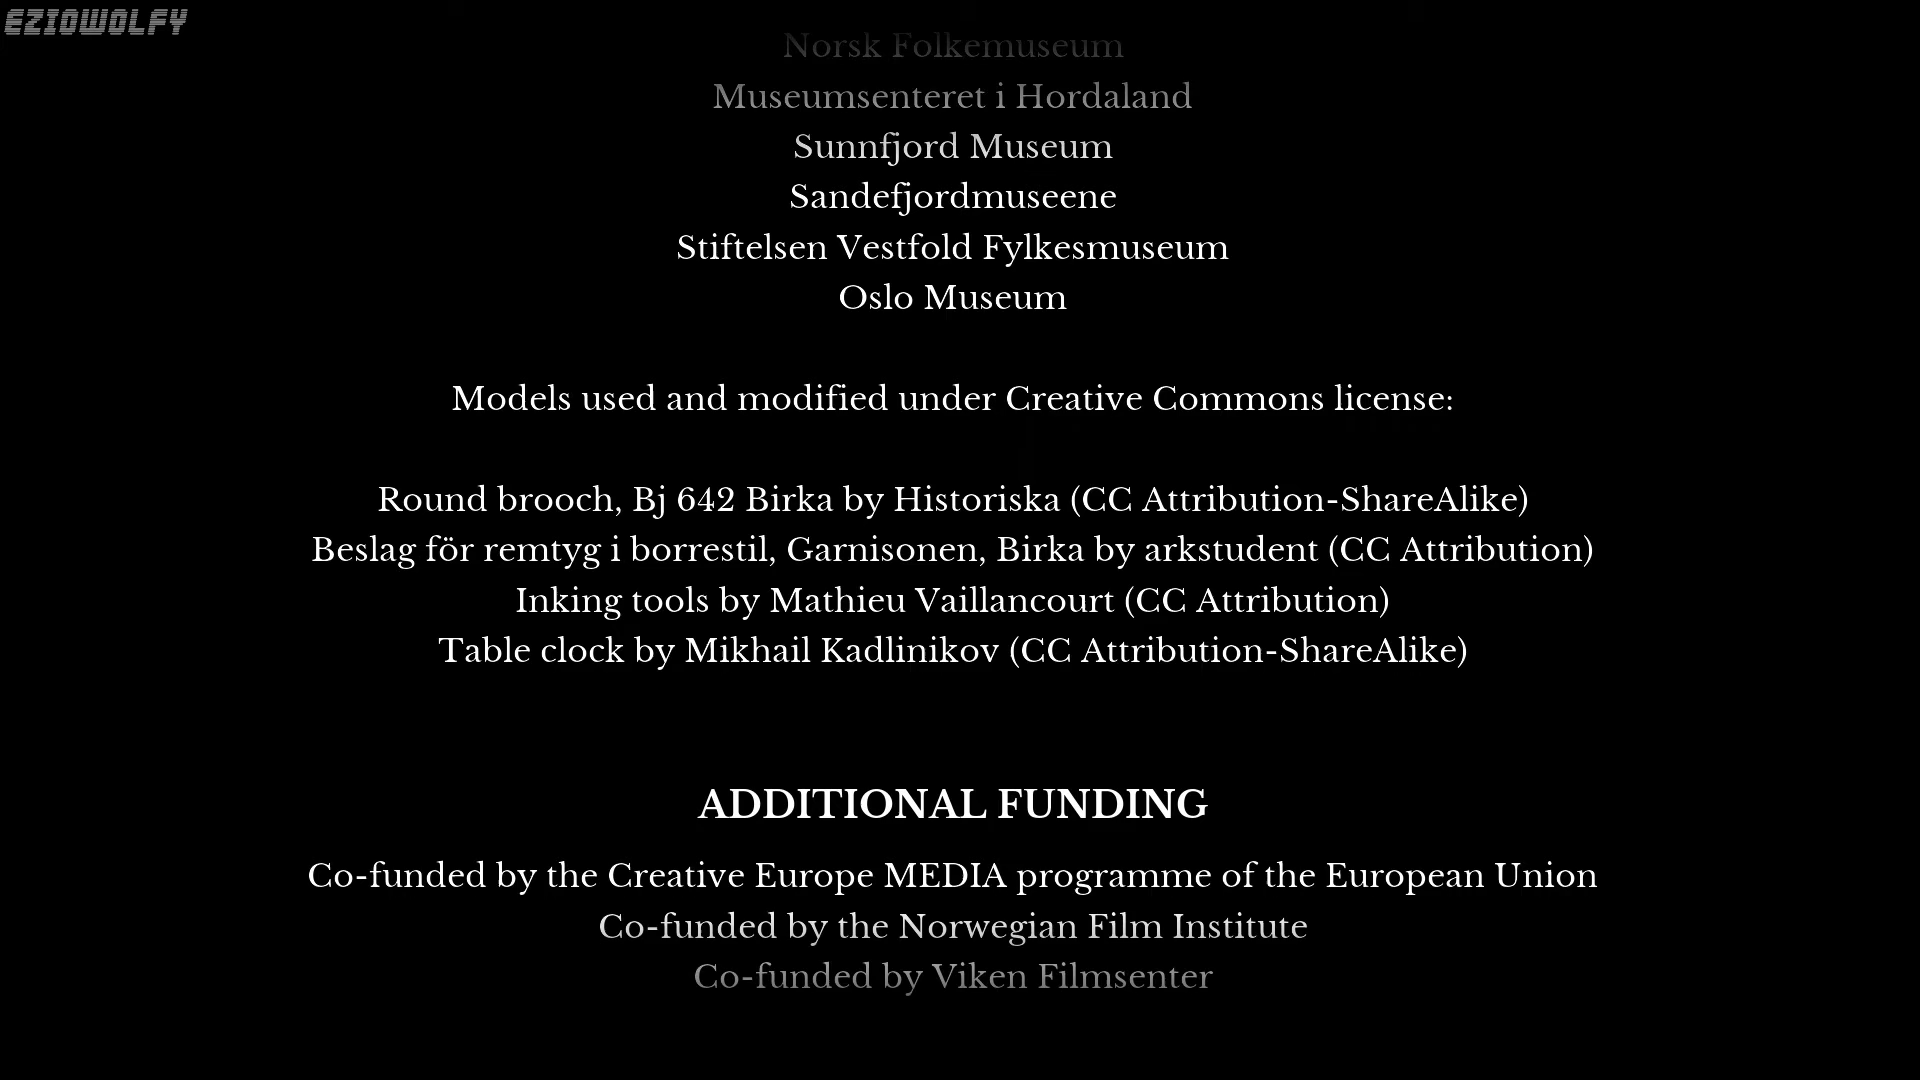 EZIOWOLFY
Norsk Folkemuseum
Museumsenteret i Hordaland
Sunnfjord Museum
Sandefjordmuseene
Stiftelsen Vestfold Fylkesmuseum
Oslo Museum
Models used and modified under Creative Commons license:
Round brooch, Bj 642 Birka by Historiska (CC Attribution-ShareAlike)
Beslag för remtyg i borrestil, Garnisonen, Birka by arkstudent (CC Attribution)
Inking tools by Mathieu Vaillancourt (CC Attribution)
Table clock by Mikhail Kadlinikov (CC Attribution-ShareAlike)
ADDITIONAL FUNDING
Co-funded by the Creative Europe MEDIA programme of the European Union
Co-funded by the Norwegian Film Institute
Co-funded by Viken Filmsenter